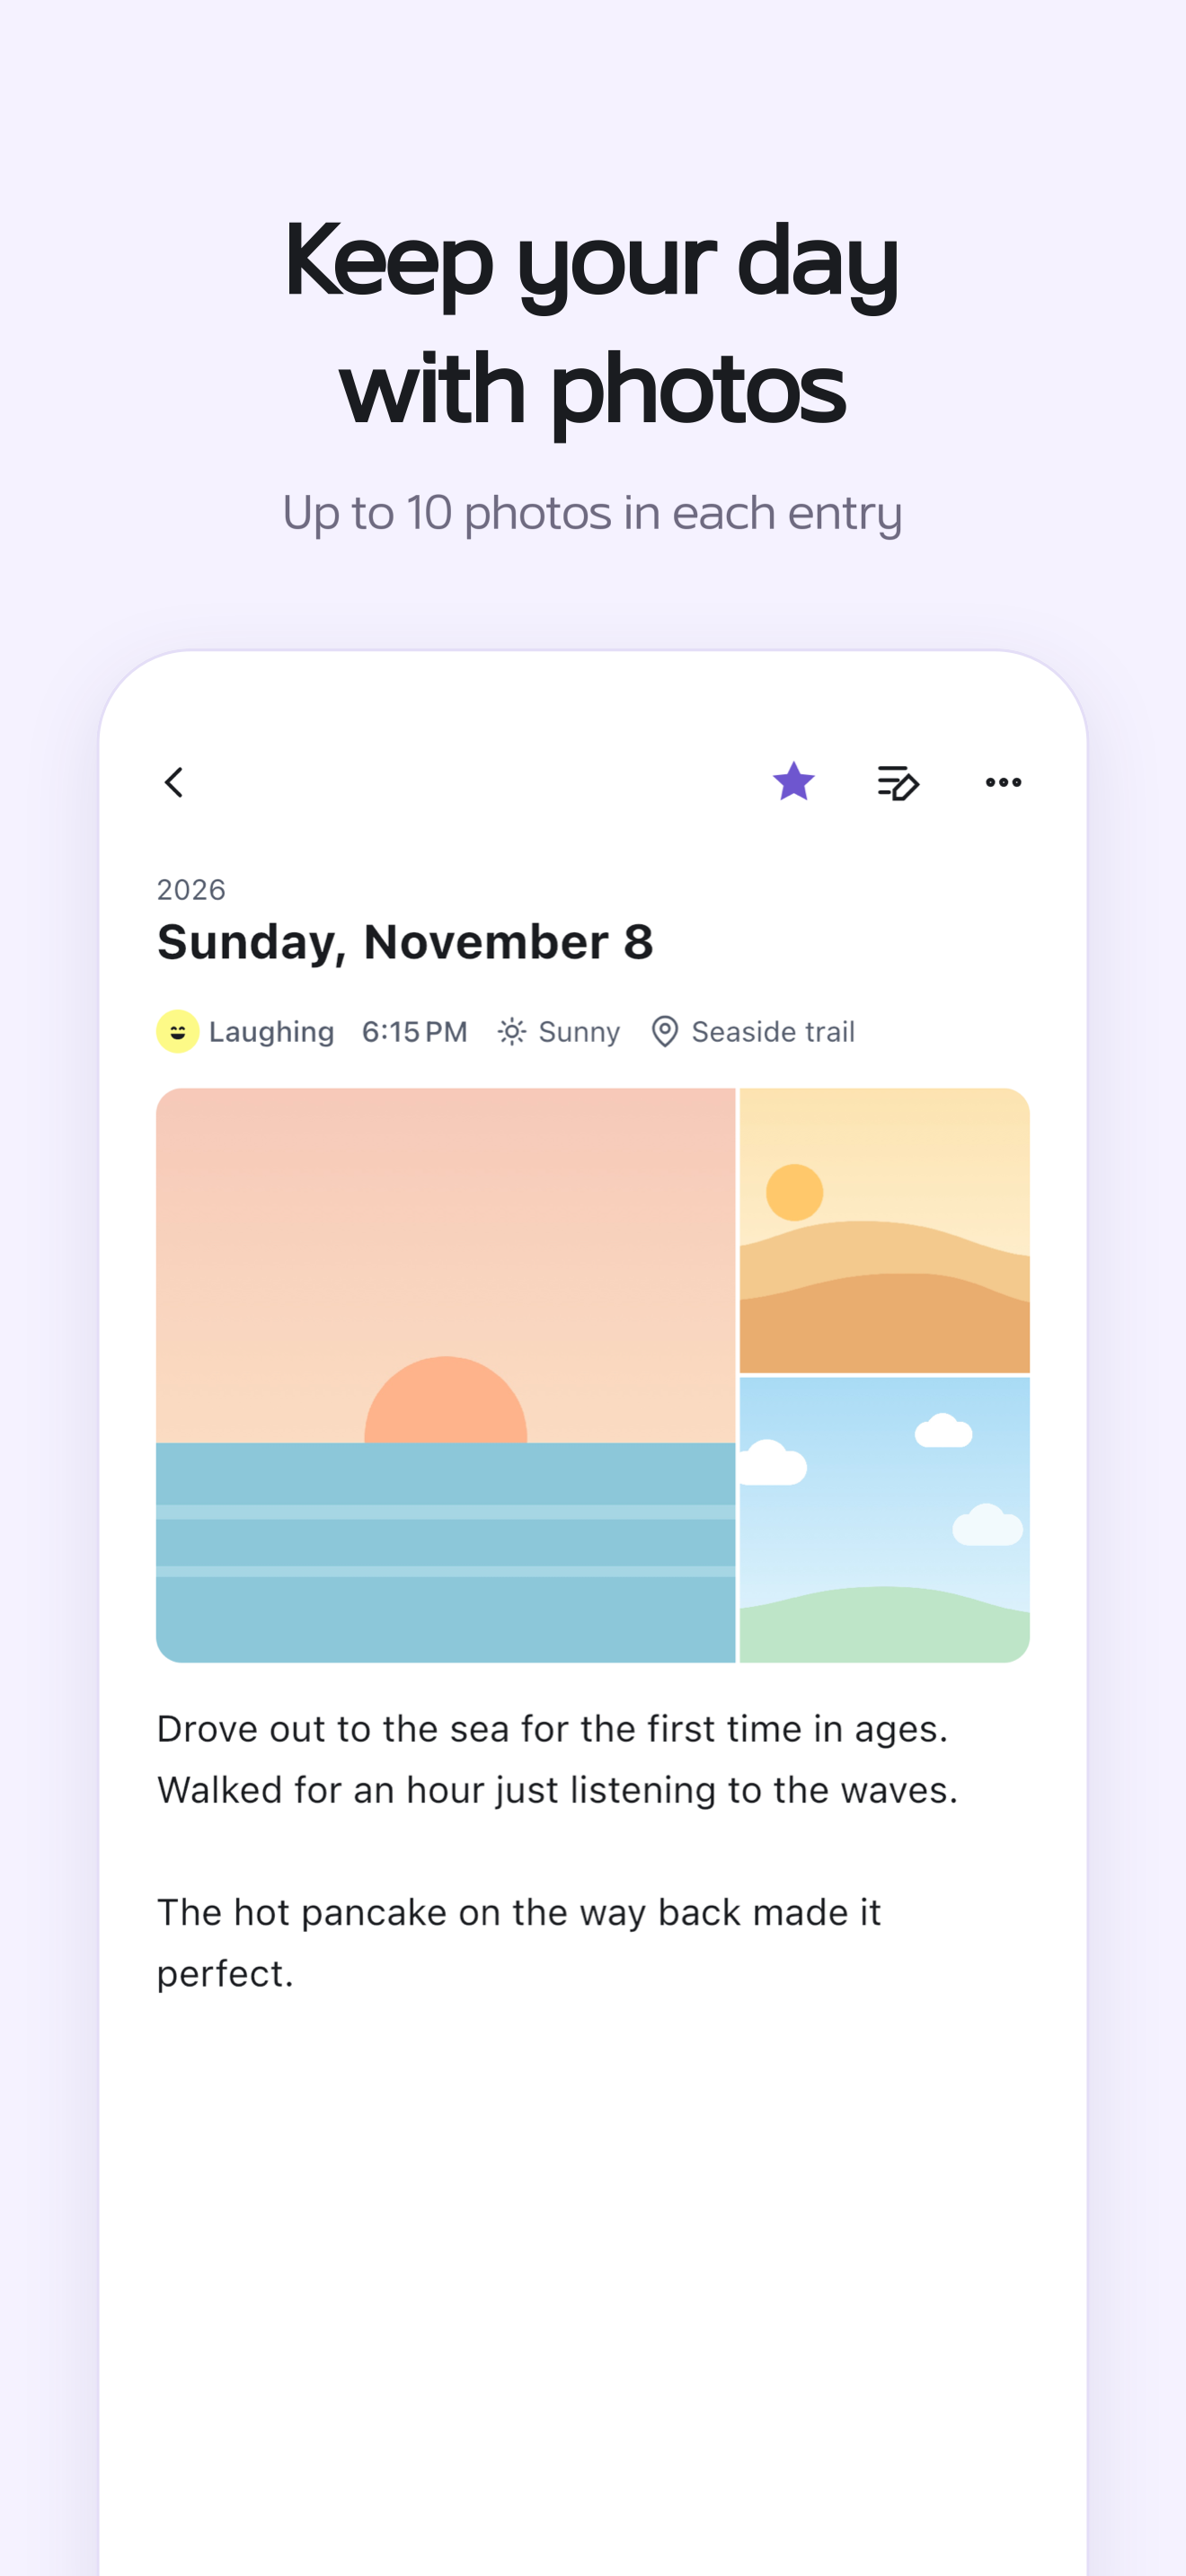 Keep your day
with photos
Up to 10 photos in each entry
2026
Sunday, November 8
Laughing 6:15 PM Sunny Seaside trail
Drove out to the sea for the first time in ages.
Walked for an hour just listening to the waves.
The hot pancake on the way back made it
perfect.